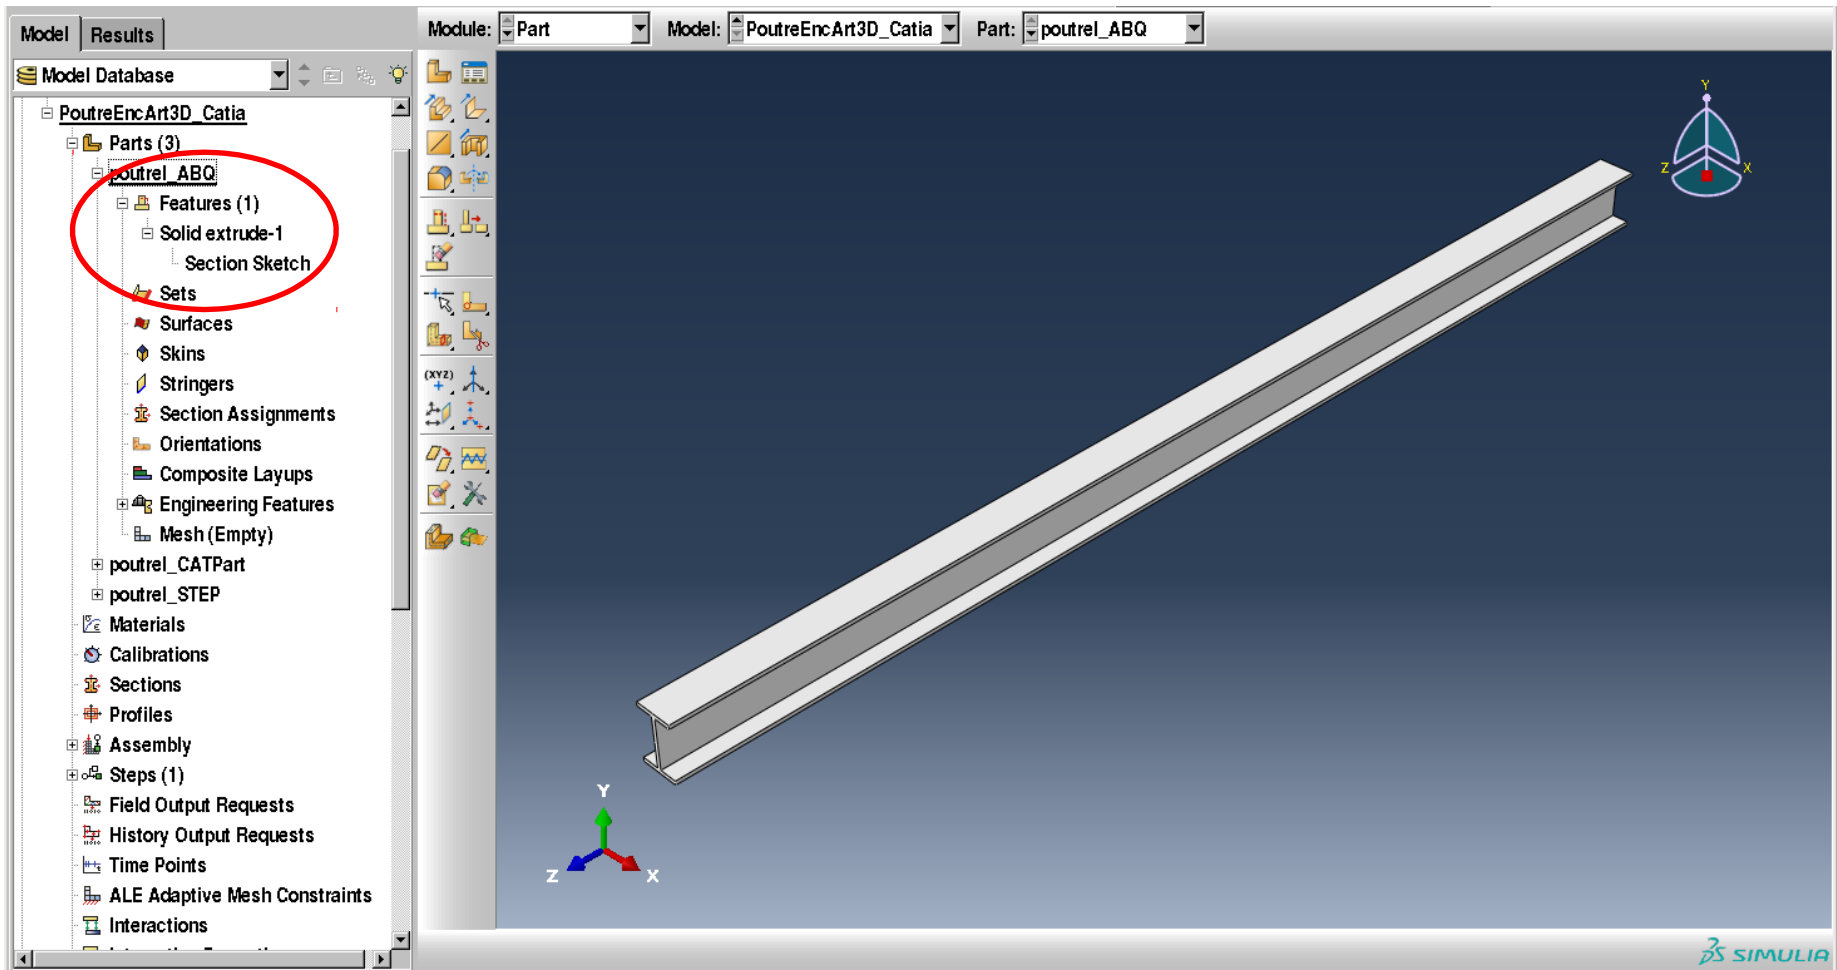 Model Results
Module: Part Model: PoutreEncArt3D_Catia Part: poutrel_ABQ
Model Database
PoutreEncArt3D_Catia
Parts (3)
poutrel_ABQ
Features (1)
Solid extrude-1
Section Sketch
Sets
Surfaces
Skins
Stringers
Section Assignments
Orientations
Composite Layups
Engineering Features
Mesh (Empty)
poutrel_CATPart
poutrel_STEP
Materials
Calibrations
Sections
Profiles
Assembly
Steps (1)
Field Output Requests
History Output Requests
Time Points
ALE Adaptive Mesh Constraints
Interactions
(XYZ)
Y
Z X
Y
Z X
SIMULIA